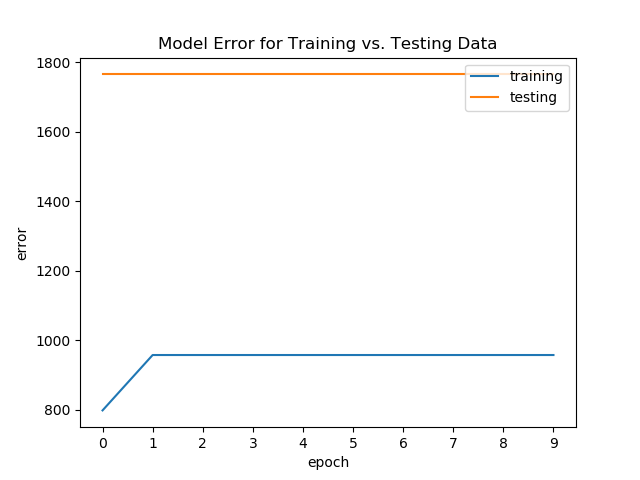 Model Error for Training vs. Testing Data
1800
1600
1400
1200
1000
800
error
training
testing
0 1 2 3 4 5 6 7 8 9
epoch